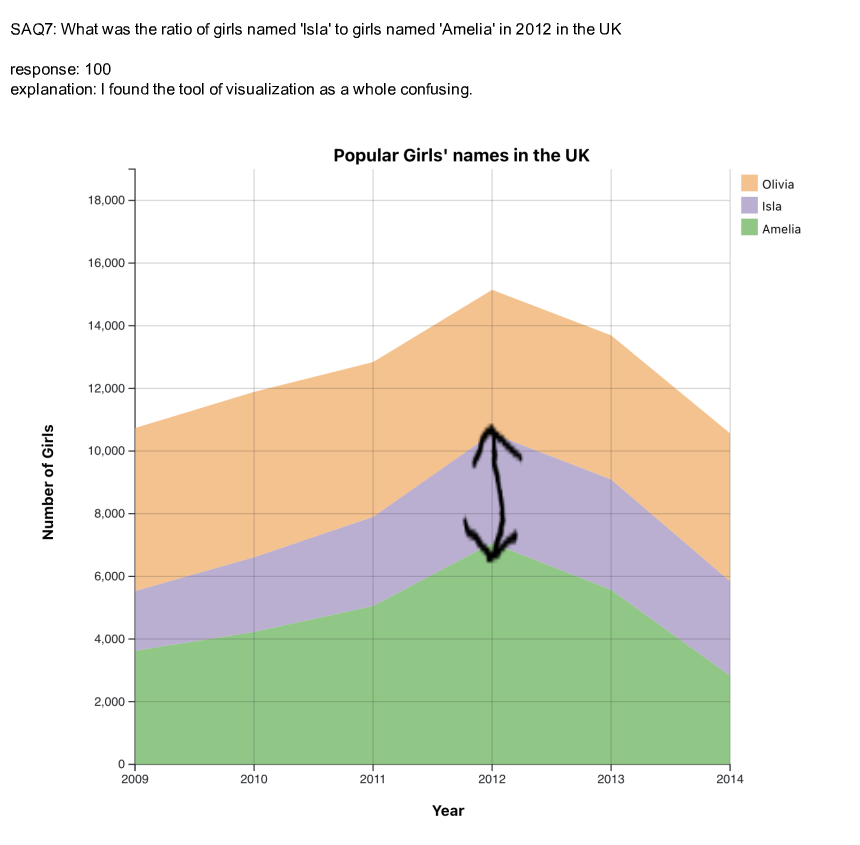 SAQ7: What was the ratio of girls named 'Isla' to girls named 'Amelia' in 2012 in the UK
response: 100
explanation: I found the tool of visualization as a whole confusing.
Popular Girls' names in the UK
Olivia
Isla
Amelia
18,000
16,000
14,000
12,000
10,000
8,000
6,000
4,000
2,000
0
Number of Girls
2009 2010 2011 2012 2013 2014
Year